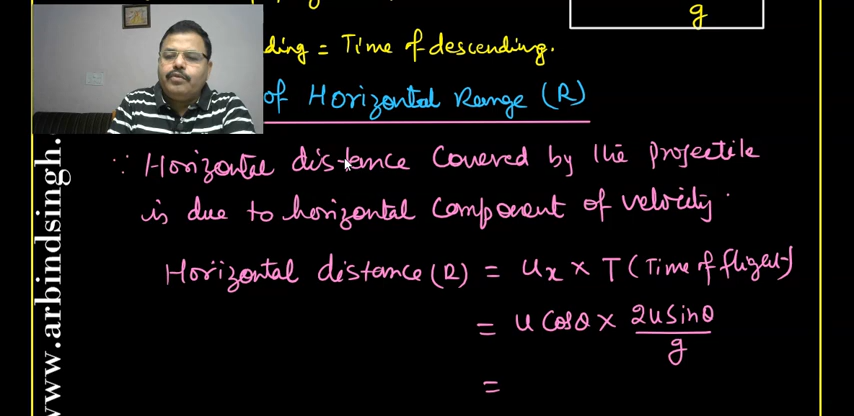 g
ding = Time of descending.
of Horizontal Range (R)
∵ Horizontal distance covered by the projectile
is due to horizontal component of velocity.
Horizontal distance (R) = ux × T (Time of flight)
= u Cosθ × 2u Sinθ / g
=
www.arbindsingh.